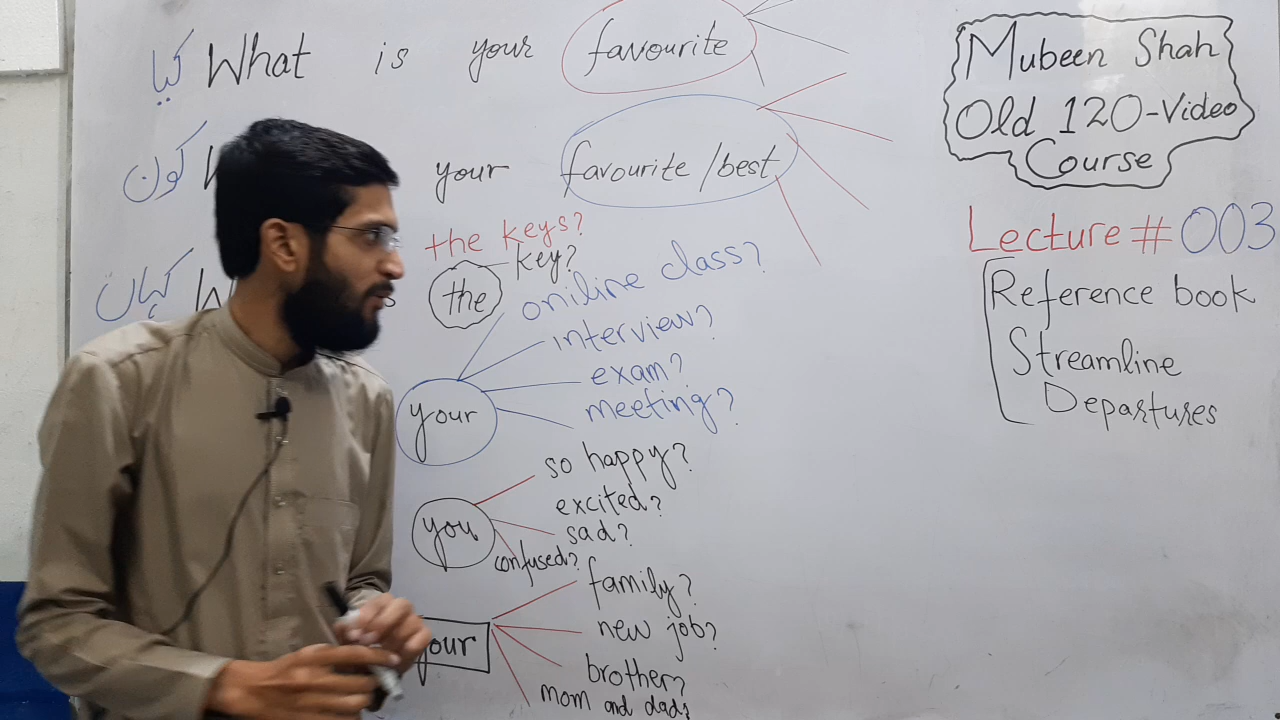 کیا What is your favourite
کون your favourite/best
کہاں the key?
the keys?
your online class?
interview?
exam?
meeting?
you so happy?
excited?
sad?
confused?
your family?
new job?
brother?
mom and dad?
Mubeen Shah
Old 120-Video
Course
Lecture # 003
Reference book
Streamline
Departures